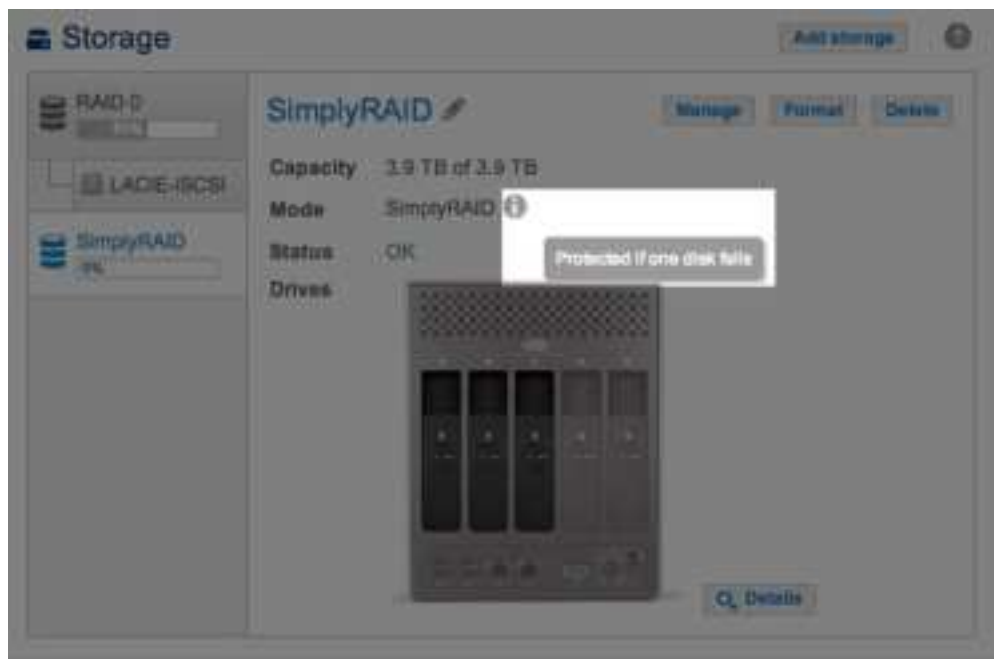 Storage
Add storage
RAID-0
LACIE-iSCSI
SimplyRAID
0%
SimplyRAID
Manage
Format
Delete
Capacity 3.9 TB of 3.9 TB
Mode SimplyRAID
Status OK
Drives
Protected if one disk fails
Details